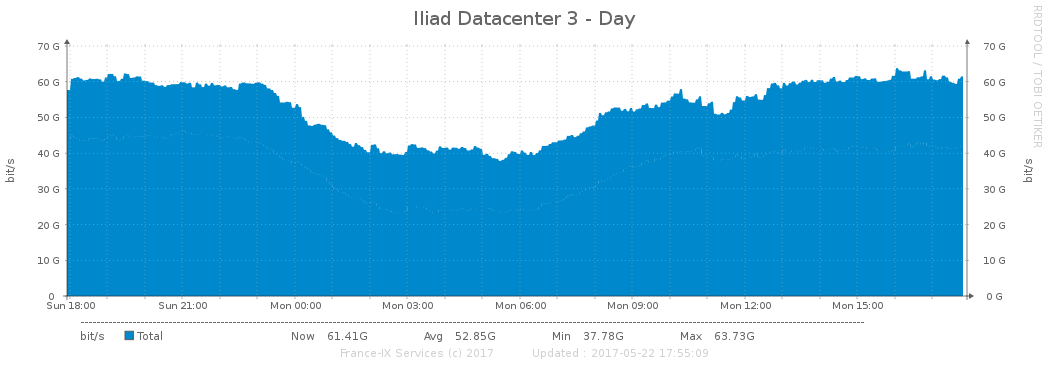 Iliad Datacenter 3 - Day
RRDTOOL / TOBI OETIKER
70 G 70 G
60 G 60 G
50 G 50 G
40 G 40 G
30 G 30 G
20 G 20 G
10 G 10 G
0 0 G
bit/s
bit/s
Sun 18:00 Sun 21:00 Mon 00:00 Mon 03:00 Mon 06:00 Mon 09:00 Mon 12:00 Mon 15:00
bit/s Total Now 61.41G Avg 52.85G Min 37.78G Max 63.73G
France-IX Services (c) 2017 Updated : 2017-05-22 17:55:09